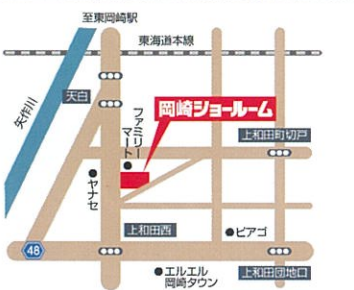 至東岡崎駅
東海道本線
矢作川
天白
ファミリー
マート
岡崎ショールーム
上和田町切戸
ヤナセ
上和田西
ピアゴ
48
エルエル
岡崎タウン
上和田団地口